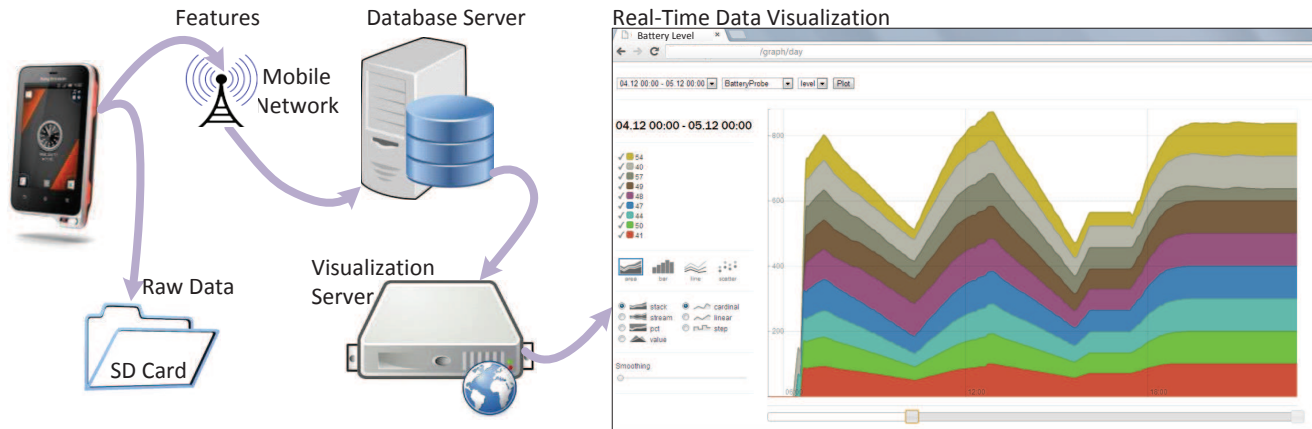 Features
Database Server
Real-Time Data Visualization
Mobile
Network
Raw Data
SD Card
Visualization
Server
Battery Level ×
/graph/day
04.12 00:00 - 05.12 00:00
BatteryProbe
level
Plot
04.12 00:00 - 05.12 00:00
54
40
57
49
48
47
44
50
41
area
bar
line
scatter
stack
cardinal
stream
linear
pct
step
value
Smoothing
800
600
400
200
12:00